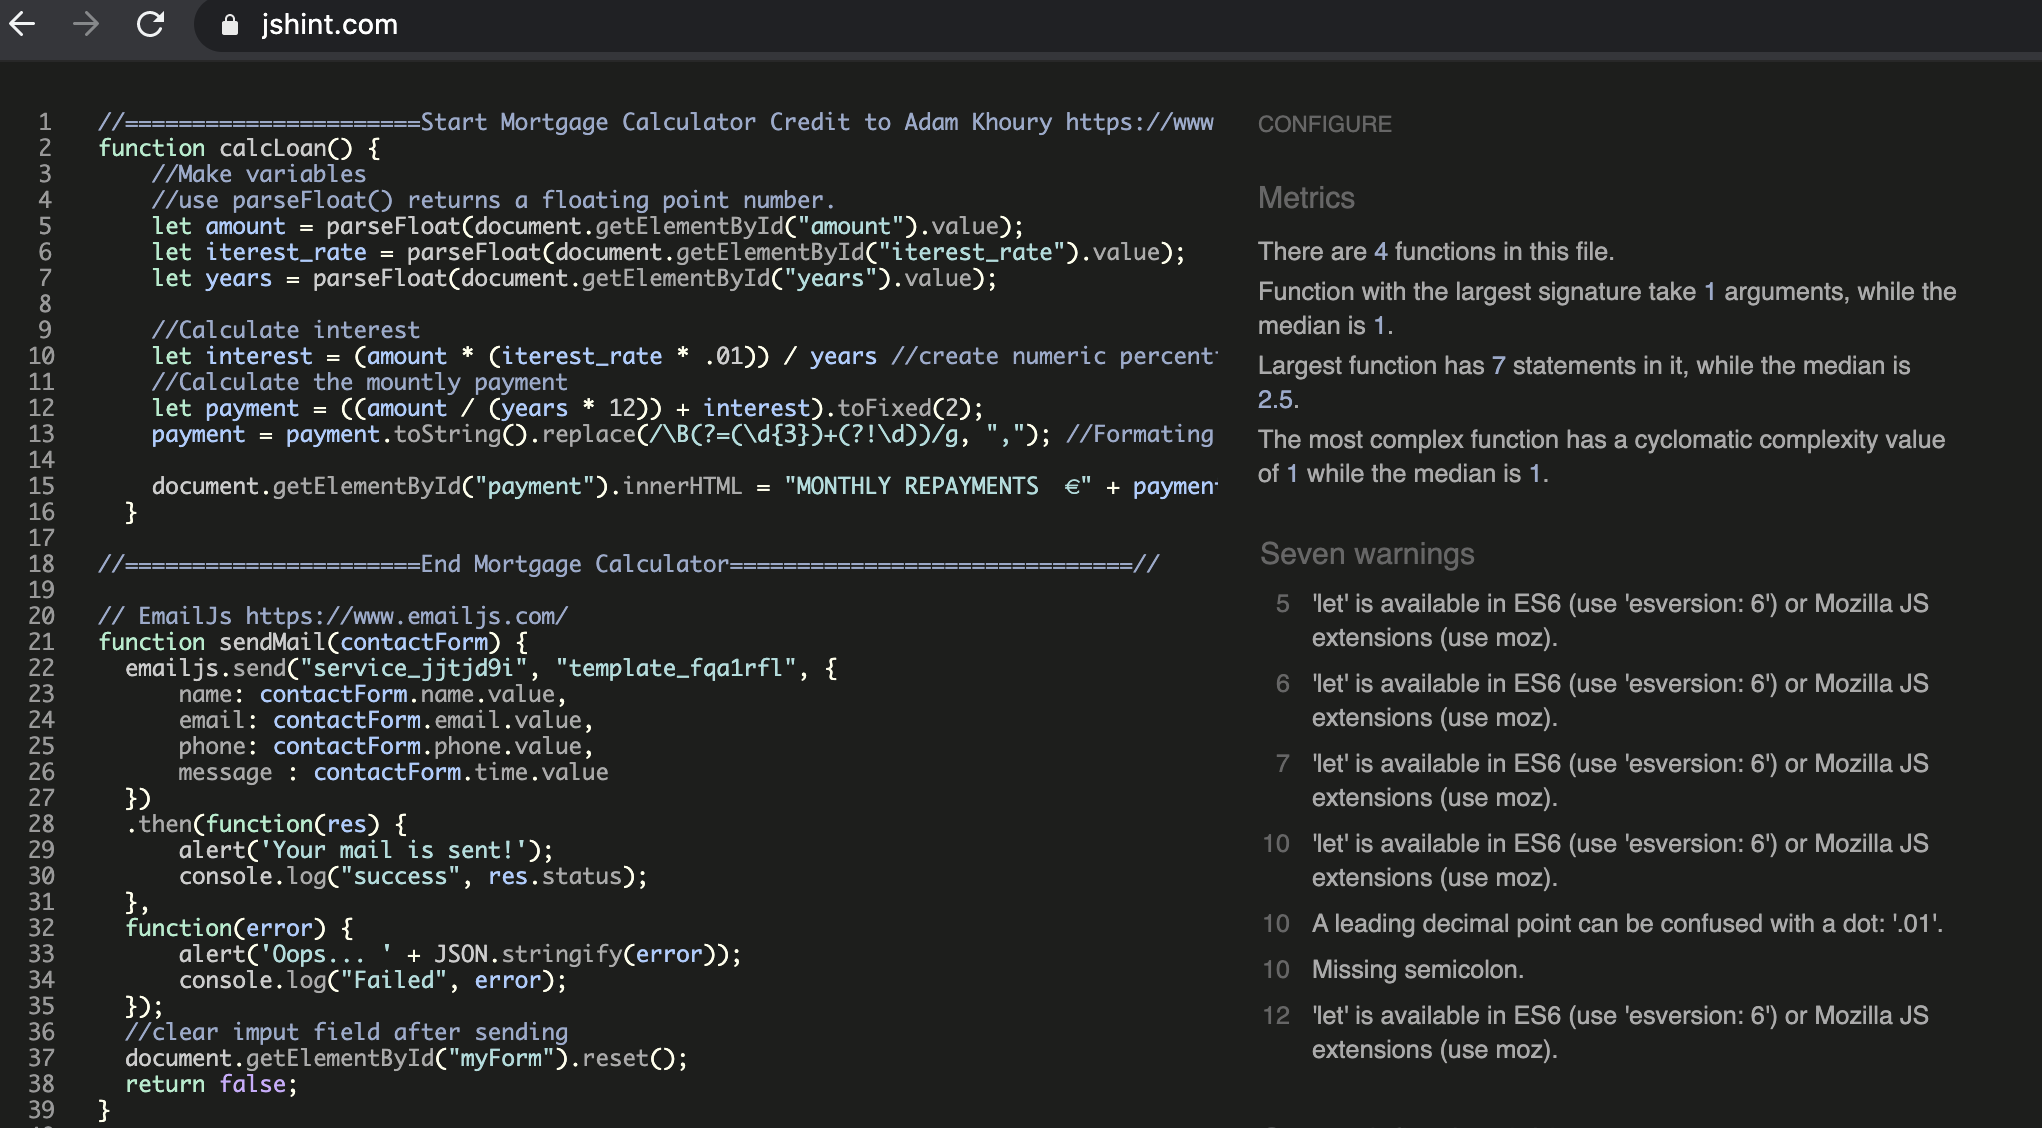 jshint.com
1 //======================Start Mortgage Calculator Credit to Adam Khoury https://www
2 function calcLoan() {
3 //Make variables
4 //use parseFloat() returns a floating point number.
5 let amount = parseFloat(document.getElementById("amount").value);
6 let iterest_rate = parseFloat(document.getElementById("iterest_rate").value);
7 let years = parseFloat(document.getElementById("years").value);
8
9 //Calculate interest
10 let interest = (amount * (iterest_rate * .01)) / years //create numeric percent
11 //Calculate the mountly payment
12 let payment = ((amount / (years * 12)) + interest).toFixed(2);
13 payment = payment.toString().replace(/\B(?=(\d{3})+(?!\d))/g, ","); //Formating
14
15 document.getElementById("payment").innerHTML = "MONTHLY REPAYMENTS  €" + paymen
16 }
17
18 //======================End Mortgage Calculator==============================//
19
20 // EmailJs https://www.emailjs.com/
21 function sendMail(contactForm) {
22 emailjs.send("service_jjtjd9i", "template_fqa1rfl", {
23 name: contactForm.name.value,
24 email: contactForm.email.value,
25 phone: contactForm.phone.value,
26 message : contactForm.time.value
27 })
28 .then(function(res) {
29 alert('Your mail is sent!');
30 console.log("success", res.status);
31 },
32 function(error) {
33 alert('Oops... ' + JSON.stringify(error));
34 console.log("Failed", error);
35 });
36 //clear imput field after sending
37 document.getElementById("myForm").reset();
38 return false;
39 }
CONFIGURE
Metrics
There are 4 functions in this file.
Function with the largest signature take 1 arguments, while the
median is 1.
Largest function has 7 statements in it, while the median is
2.5.
The most complex function has a cyclomatic complexity value
of 1 while the median is 1.
Seven warnings
5 'let' is available in ES6 (use 'esversion: 6') or Mozilla JS
extensions (use moz).
6 'let' is available in ES6 (use 'esversion: 6') or Mozilla JS
extensions (use moz).
7 'let' is available in ES6 (use 'esversion: 6') or Mozilla JS
extensions (use moz).
10 'let' is available in ES6 (use 'esversion: 6') or Mozilla JS
extensions (use moz).
10 A leading decimal point can be confused with a dot: '.01'.
10 Missing semicolon.
12 'let' is available in ES6 (use 'esversion: 6') or Mozilla JS
extensions (use moz).